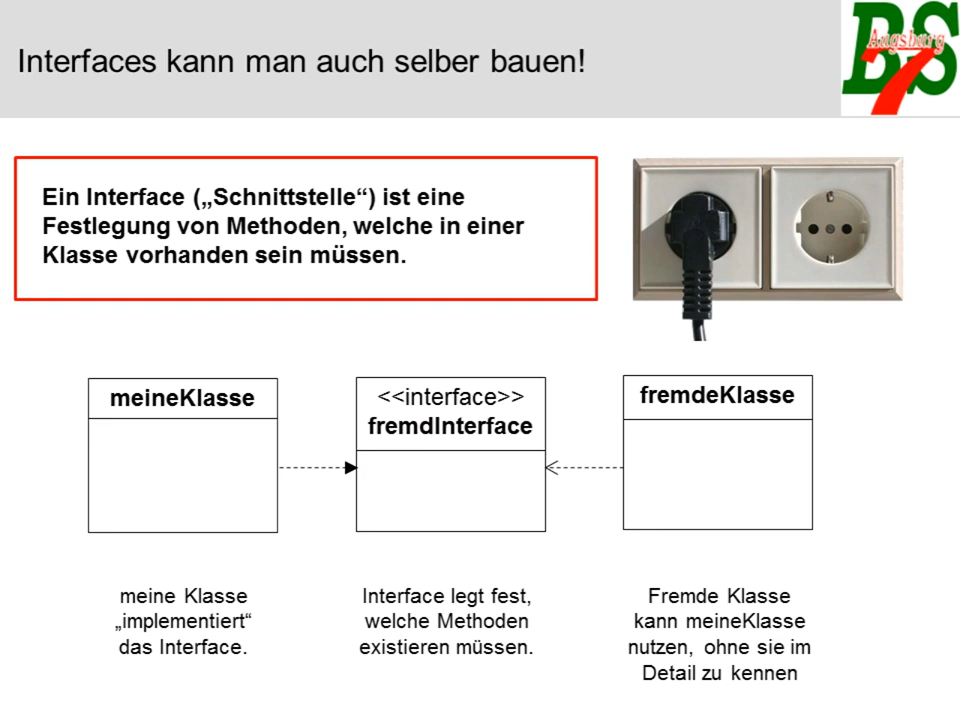 Interfaces kann man auch selber bauen!
BS
Augsburg
7
Ein Interface („Schnittstelle“) ist eine
Festlegung von Methoden, welche in einer
Klasse vorhanden sein müssen.
meineKlasse
<<interface>>
fremdInterface
fremdeKlasse
meine Klasse
„implementiert“
das Interface.
Interface legt fest,
welche Methoden
existieren müssen.
Fremde Klasse
kann meineKlasse
nutzen, ohne sie im
Detail zu kennen